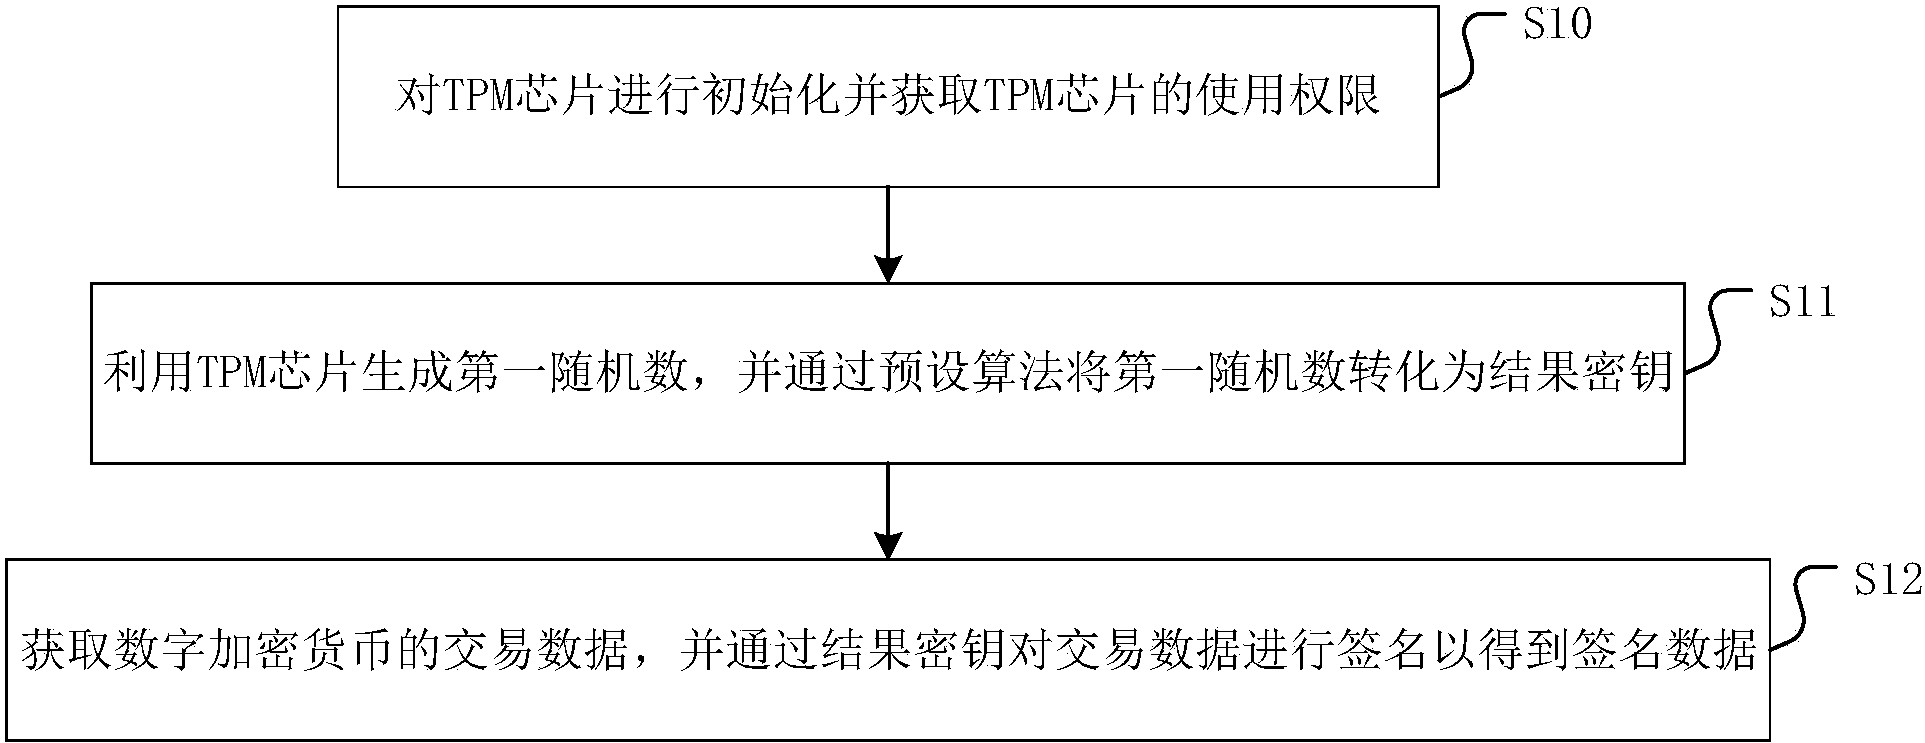 S10
对TPM芯片进行初始化并获取TPM芯片的使用权限
S11
利用TPM芯片生成第一随机数，并通过预设算法将第一随机数转化为结果密钥
S12
获取数字加密货币的交易数据，并通过结果密钥对交易数据进行签名以得到签名数据